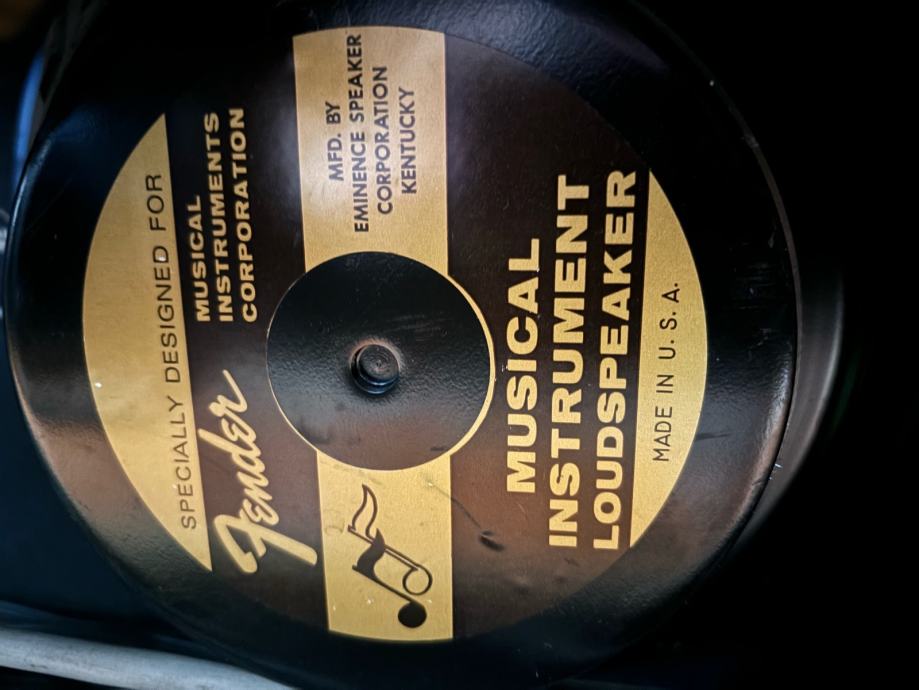 SPECIALLY DESIGNED FOR
Fender
MUSICAL
INSTRUMENTS
CORPORATION
MFD. BY
EMINENCE SPEAKER
CORPORATION
KENTUCKY
MUSICAL
INSTRUMENT
LOUDSPEAKER
MADE IN U. S. A.